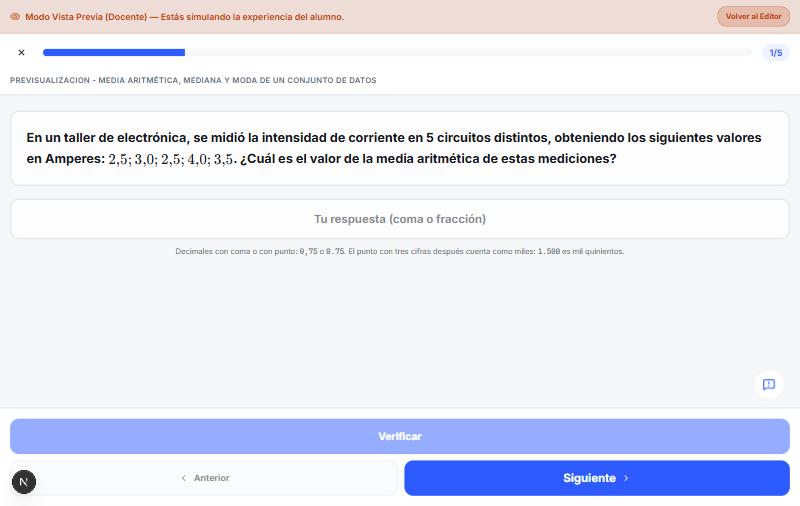 Modo Vista Previa (Docente) — Estás simulando la experiencia del alumno.
Volver al Editor
1/5
PREVISUALIZACION - MEDIA ARITMÉTICA, MEDIANA Y MODA DE UN CONJUNTO DE DATOS
En un taller de electrónica, se midió la intensidad de corriente en 5 circuitos distintos, obteniendo los siguientes valores
en Amperes: 2,5; 3,0; 2,5; 4,0; 3,5. ¿Cuál es el valor de la media aritmética de estas mediciones?
Tu respuesta (coma o fracción)
Decimales con coma o con punto: 0,75 o 0.75. El punto con tres cifras después cuenta como miles: 1.500 es mil quinientos.
Verificar
Anterior
Siguiente
N